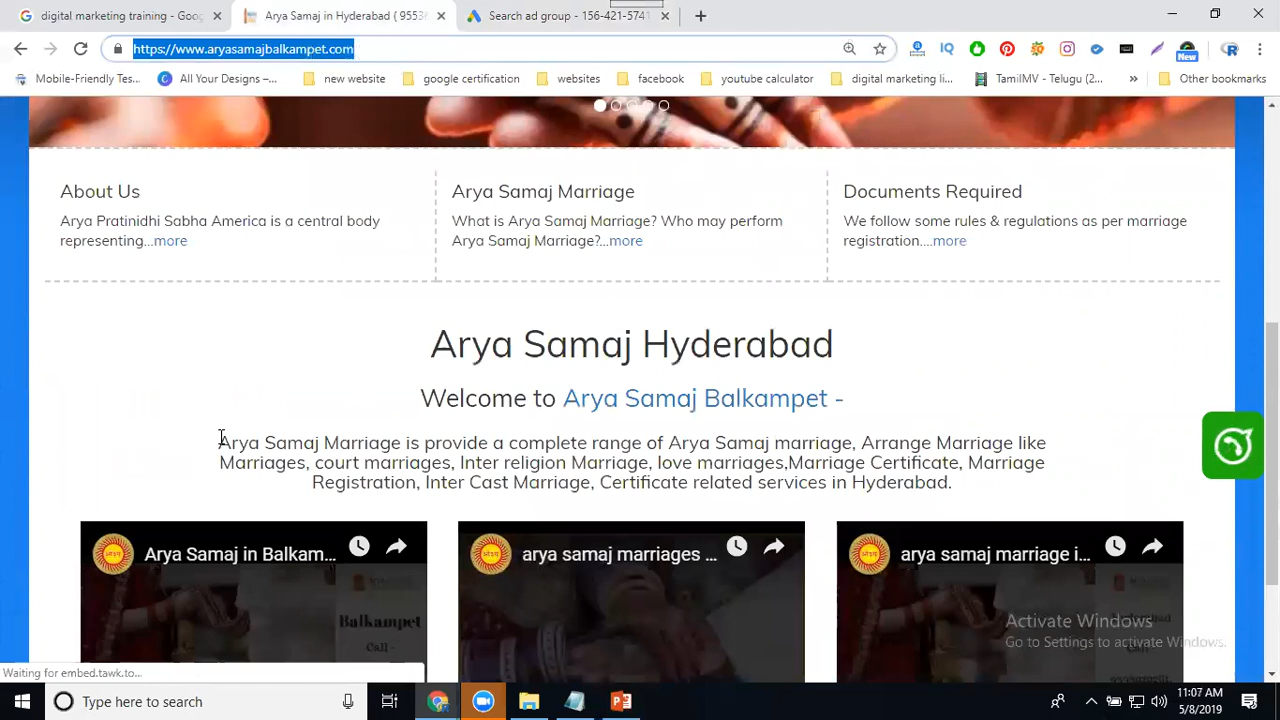 digital marketing training - Goog
Arya Samaj in Hyderabad ( 9553
Search ad group - 156-421-5741
https://www.aryasamajbalkampet.com
Mobile-Friendly Tes...
All Your Designs –...
new website
google certification
websites
facebook
youtube calculator
digital marketing li...
TamilMV - Telugu (2...
Other bookmarks
New
About Us
Arya Pratinidhi Sabha America is a central body
representing...more
Arya Samaj Marriage
What is Arya Samaj Marriage? Who may perform
Arya Samaj Marriage?...more
Documents Required
We follow some rules & regulations as per marriage
registration....more
Arya Samaj Hyderabad
Welcome to Arya Samaj Balkampet -
Arya Samaj Marriage is provide a complete range of Arya Samaj marriage, Arrange Marriage like
Marriages, court marriages, Inter religion Marriage, love marriages,Marriage Certificate, Marriage
Registration, Inter Cast Marriage, Certificate related services in Hyderabad.
Arya Samaj in Balkam...
arya samaj marriages ...
arya samaj marriage i...
Balkampet
Call -
Activate Windows
Go to Settings to activate Windows.
Waiting for embed.tawk.to...
Type here to search
11:07 AM
5/8/2019